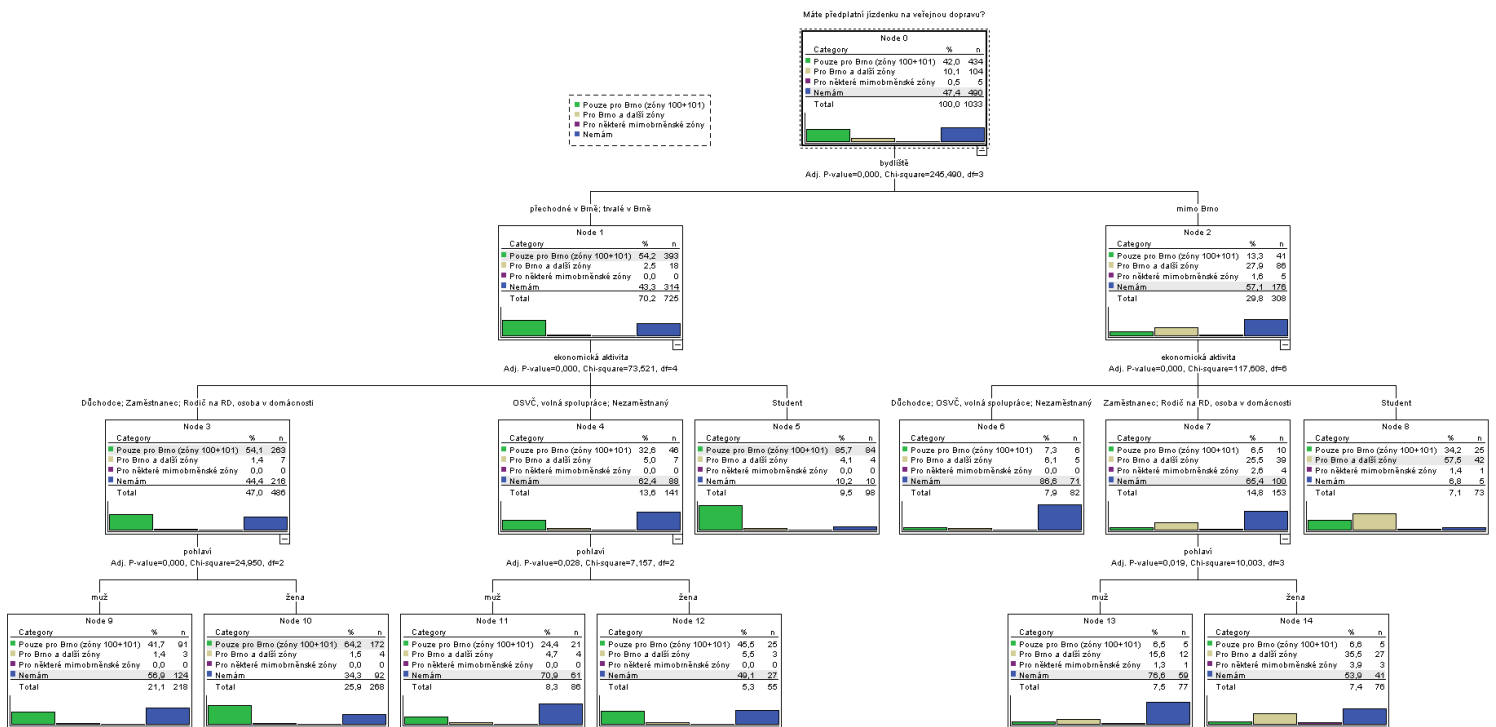 Máte předplatní jízdenku na veřejnou dopravu?
Node 0
Category % n
Pouze pro Brno (zóny 100+101) 42,0 434
Pro Brno a další zóny 10,1 104
Pro některé mimobrněnské zóny 0,5 5
Nemám 47,4 490
Total 100,0 1033
Pouze pro Brno (zóny 100+101)
Pro Brno a další zóny
Pro některé mimobrněnské zóny
Nemám
bydliště
Adj. P-value=0,000, Chi-square=245,490, df=3
přechodné v Brně; trvalé v Brně
mimo Brno
Node 1
Category % n
Pouze pro Brno (zóny 100+101) 54,2 393
Pro Brno a další zóny 2,5 18
Pro některé mimobrněnské zóny 0,0 0
Nemám 43,3 314
Total 70,2 725
Node 2
Category % n
Pouze pro Brno (zóny 100+101) 13,3 41
Pro Brno a další zóny 27,9 86
Pro některé mimobrněnské zóny 1,6 5
Nemám 57,1 176
Total 29,8 308
ekonomická aktivita
Adj. P-value=0,000, Chi-square=73,521, df=4
ekonomická aktivita
Adj. P-value=0,000, Chi-square=117,608, df=6
Důchodce; Zaměstnanec; Rodič na RD, osoba v domácnosti
OSVČ, volná spolupráce; Nezaměstnaný
Student
Důchodce; OSVČ, volná spolupráce; Nezaměstnaný
Zaměstnanec; Rodič na RD, osoba v domácnosti
Student
Node 3
Category % n
Pouze pro Brno (zóny 100+101) 54,1 263
Pro Brno a další zóny 1,4 7
Pro některé mimobrněnské zóny 0,0 0
Nemám 44,4 216
Total 47,0 486
Node 4
Category % n
Pouze pro Brno (zóny 100+101) 32,6 46
Pro Brno a další zóny 5,0 7
Pro některé mimobrněnské zóny 0,0 0
Nemám 62,4 88
Total 13,6 141
Node 5
Category % n
Pouze pro Brno (zóny 100+101) 85,7 84
Pro Brno a další zóny 4,1 4
Pro některé mimobrněnské zóny 0,0 0
Nemám 10,2 10
Total 9,5 98
Node 6
Category % n
Pouze pro Brno (zóny 100+101) 7,3 6
Pro Brno a další zóny 6,1 5
Pro některé mimobrněnské zóny 0,0 0
Nemám 86,6 71
Total 7,9 82
Node 7
Category % n
Pouze pro Brno (zóny 100+101) 6,5 10
Pro Brno a další zóny 25,5 39
Pro některé mimobrněnské zóny 2,6 4
Nemám 65,4 100
Total 14,8 153
Node 8
Category % n
Pouze pro Brno (zóny 100+101) 34,2 25
Pro Brno a další zóny 57,5 42
Pro některé mimobrněnské zóny 1,4 1
Nemám 6,8 5
Total 7,1 73
pohlaví
Adj. P-value=0,000, Chi-square=24,950, df=2
pohlaví
Adj. P-value=0,028, Chi-square=7,157, df=2
pohlaví
Adj. P-value=0,019, Chi-square=10,003, df=3
muž
žena
muž
žena
muž
žena
Node 9
Category % n
Pouze pro Brno (zóny 100+101) 41,7 91
Pro Brno a další zóny 1,4 3
Pro některé mimobrněnské zóny 0,0 0
Nemám 56,9 124
Total 21,1 218
Node 10
Category % n
Pouze pro Brno (zóny 100+101) 64,2 172
Pro Brno a další zóny 1,5 4
Pro některé mimobrněnské zóny 0,0 0
Nemám 34,3 92
Total 25,9 268
Node 11
Category % n
Pouze pro Brno (zóny 100+101) 24,4 21
Pro Brno a další zóny 4,7 4
Pro některé mimobrněnské zóny 0,0 0
Nemám 70,9 61
Total 8,3 86
Node 12
Category % n
Pouze pro Brno (zóny 100+101) 45,5 25
Pro Brno a další zóny 5,5 3
Pro některé mimobrněnské zóny 0,0 0
Nemám 49,1 27
Total 5,3 55
Node 13
Category % n
Pouze pro Brno (zóny 100+101) 6,5 5
Pro Brno a další zóny 15,6 12
Pro některé mimobrněnské zóny 1,3 1
Nemám 76,6 59
Total 7,5 77
Node 14
Category % n
Pouze pro Brno (zóny 100+101) 6,6 5
Pro Brno a další zóny 35,5 27
Pro některé mimobrněnské zóny 3,9 3
Nemám 53,9 41
Total 7,4 76